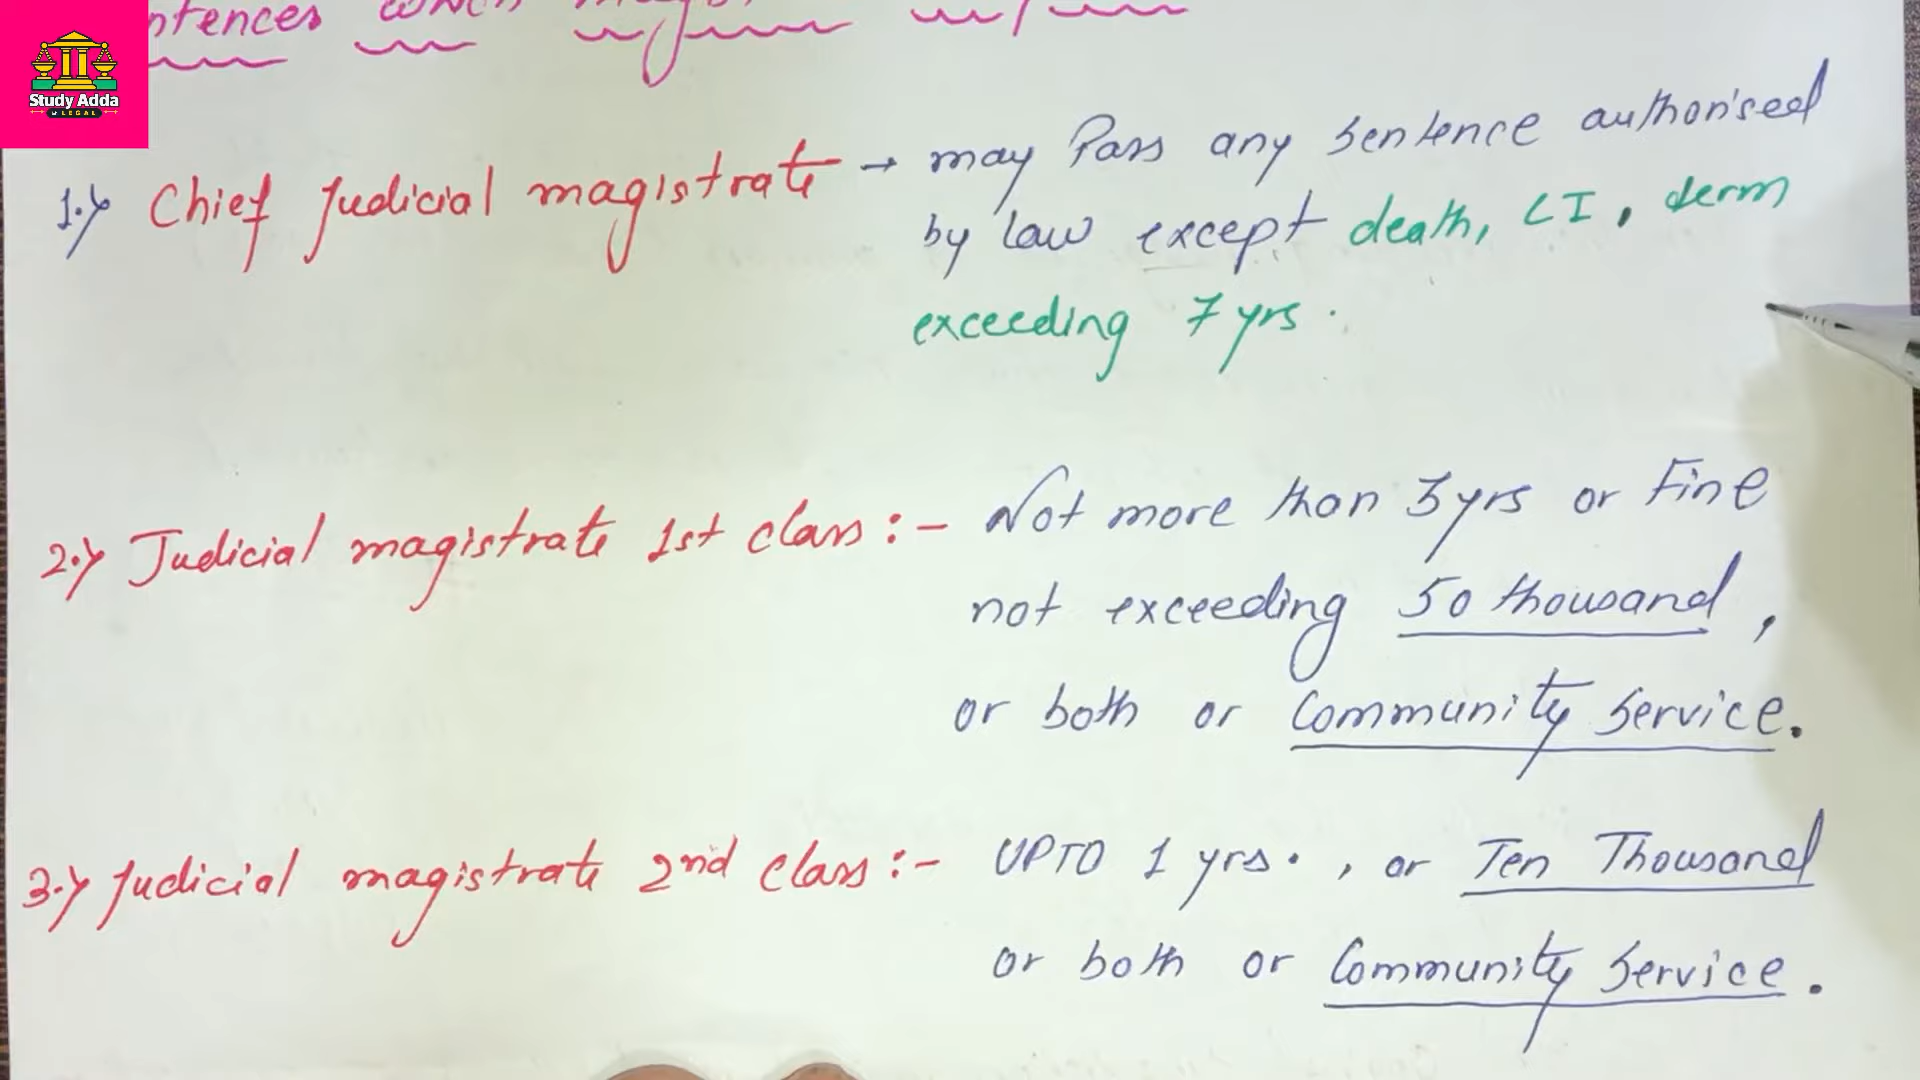 Study Adda
LEGAL
ntences which
1.) Chief Judicial magistrate → may Pass any sentence authorised
by law except death, LI, term
exceeding 7 yrs.
2.) Judicial magistrate 1st class :- Not more than 3 yrs or Fine
not exceeding 50 thousand,
or both or Community Service.
3.) Judicial magistrate 2nd class :- UPTO 1 yrs., or Ten Thousand
or both or Community Service.